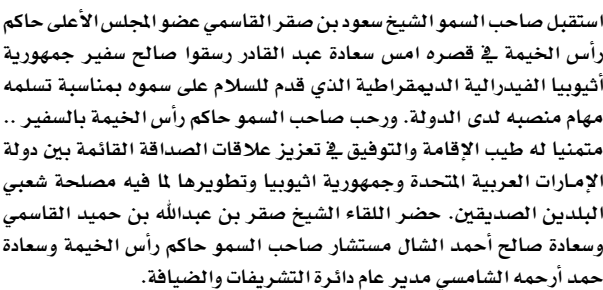 استقبل صاحب السمو الشيخ سعود بن صقر القاسمي عضو المجلس الأعلى حاكم
رأس الخيمة في قصره امس سعادة عبد القادر رسقوا صالح سفير جمهورية
أثيوبيا الفيدرالية الديمقراطية الذي قدم للسلام على سموه بمناسبة تسلمه
مهام منصبه لدى الدولة. ورحب صاحب السمو حاكم رأس الخيمة بالسفير ..
متمنيا له طيب الإقامة والتوفيق في تعزيز علاقات الصداقة القائمة بين دولة
الإمارات العربية المتحدة وجمهورية اثيوبيا وتطويرها لما فيه مصلحة شعبي
البلدين الصديقين. حضر اللقاء الشيخ صقر بن عبدالله بن حميد القاسمي
وسعادة صالح أحمد الشال مستشار صاحب السمو حاكم رأس الخيمة وسعادة
حمد أرحمه الشامسي مدير عام دائرة التشريفات والضيافة.